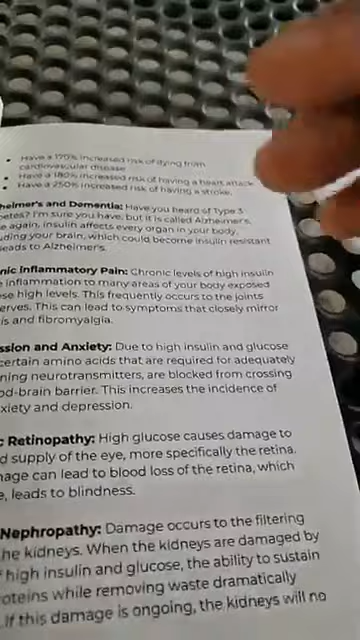 • Have a 170% increased risk of dying from
cardiovascular disease
• Have a 180% increased risk of having a heart attack
• Have a 250% increased risk of having a stroke.
heimer's and Dementia: Have you heard of Type 3
betes? I'm sure you have, but it is called Alzheimer's.
e again, insulin affects every organ in your body,
uding your brain, which could become insulin resistant
leads to Alzheimer's.
nic Inflammatory Pain: Chronic levels of high insulin
e inflammation to many areas of your body exposed
se high levels. This frequently occurs to the joints
erves. This can lead to symptoms that closely mirror
is and fibromyalgia.
ssion and Anxiety: Due to high insulin and glucose
certain amino acids that are required for adequately
ning neurotransmitters, are blocked from crossing
od-brain barrier. This increases the incidence of
xiety and depression.
c Retinopathy: High glucose causes damage to
d supply of the eye, more specifically the retina.
mage can lead to blood loss of the retina, which
e, leads to blindness.
Nephropathy: Damage occurs to the filtering
he kidneys. When the kidneys are damaged by
f high insulin and glucose, the ability to sustain
oteins while removing waste dramatically
. If this damage is ongoing, the kidneys will no